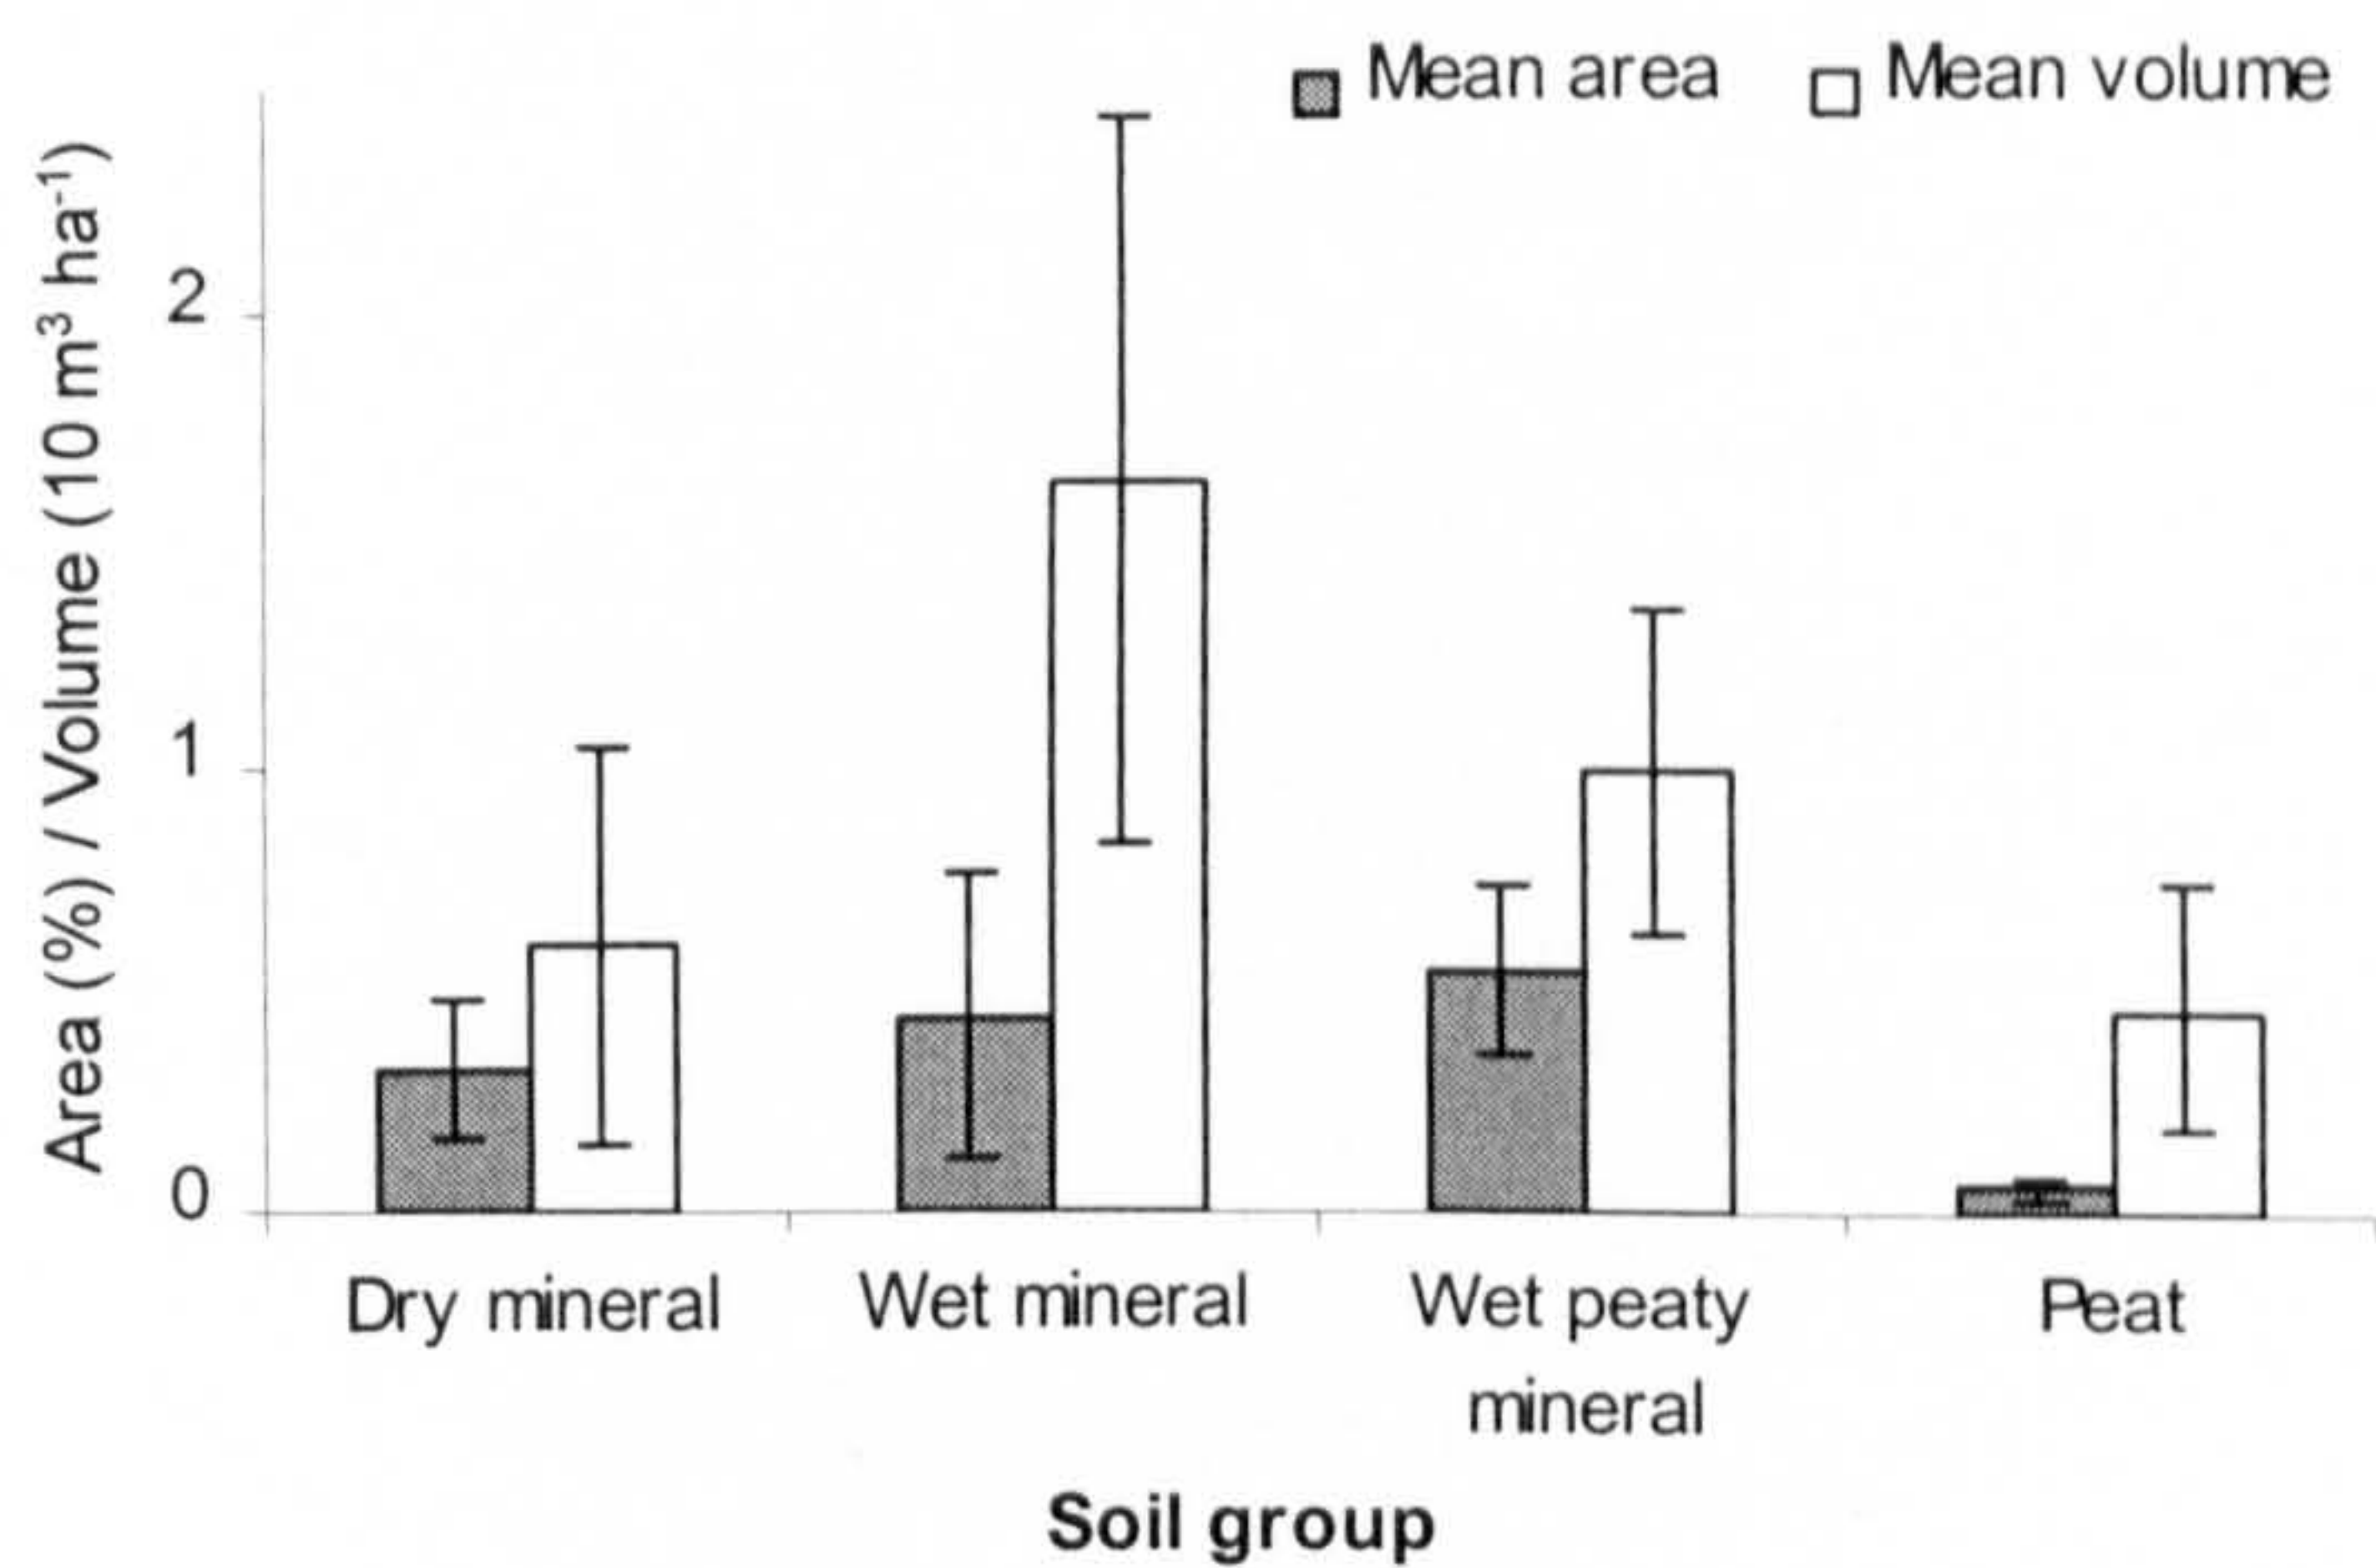 Mean area
Mean volume
Area (%) / Volume (10 m³ ha⁻¹)
2
1
0
Dry mineral
Wet mineral
Wet peaty
mineral
Peat
Soil group